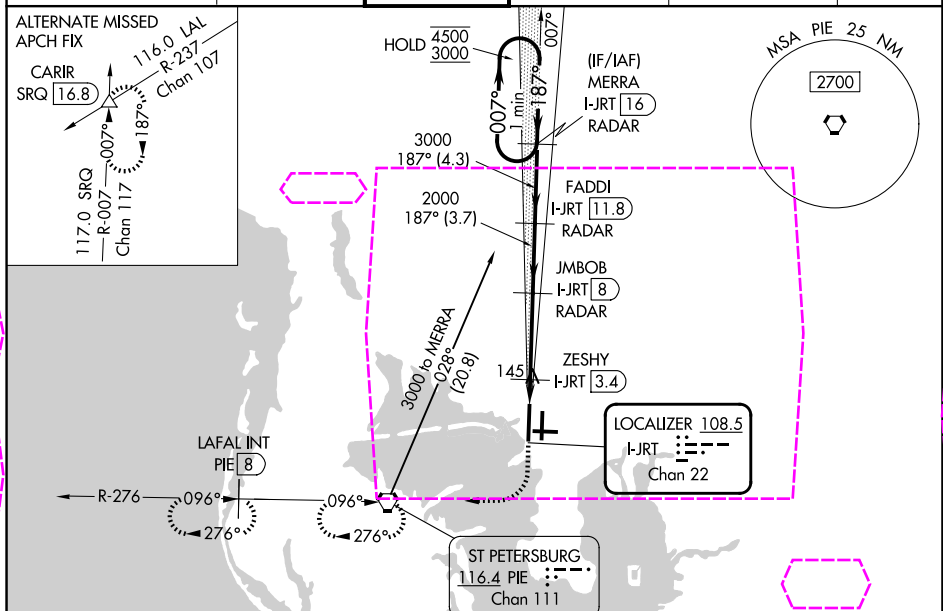 ALTERNATE MISSED
APCH FIX
CARIR
SRQ 16.8
116.0 LAL
R-237
Chan 107
007°
187°
117.0 SRQ
R-007
Chan 117
HOLD 4500
3000
007°
007°
1 min
187°
(IF/IAF)
MERRA
I-JRT 16
RADAR
MSA PIE 25 NM
2700
3000
187° (4.3)
FADDI
I-JRT 11.8
RADAR
2000
187° (3.7)
JMBOB
I-JRT 8
RADAR
3000 to MERRA
028°
(20.8)
145
ZESHY
I-JRT 3.4
LOCALIZER 108.5
I-JRT
Chan 22
LAFAL INT
PIE 8
R-276
096°
276°
096°
276°
ST PETERSBURG
116.4 PIE
Chan 111